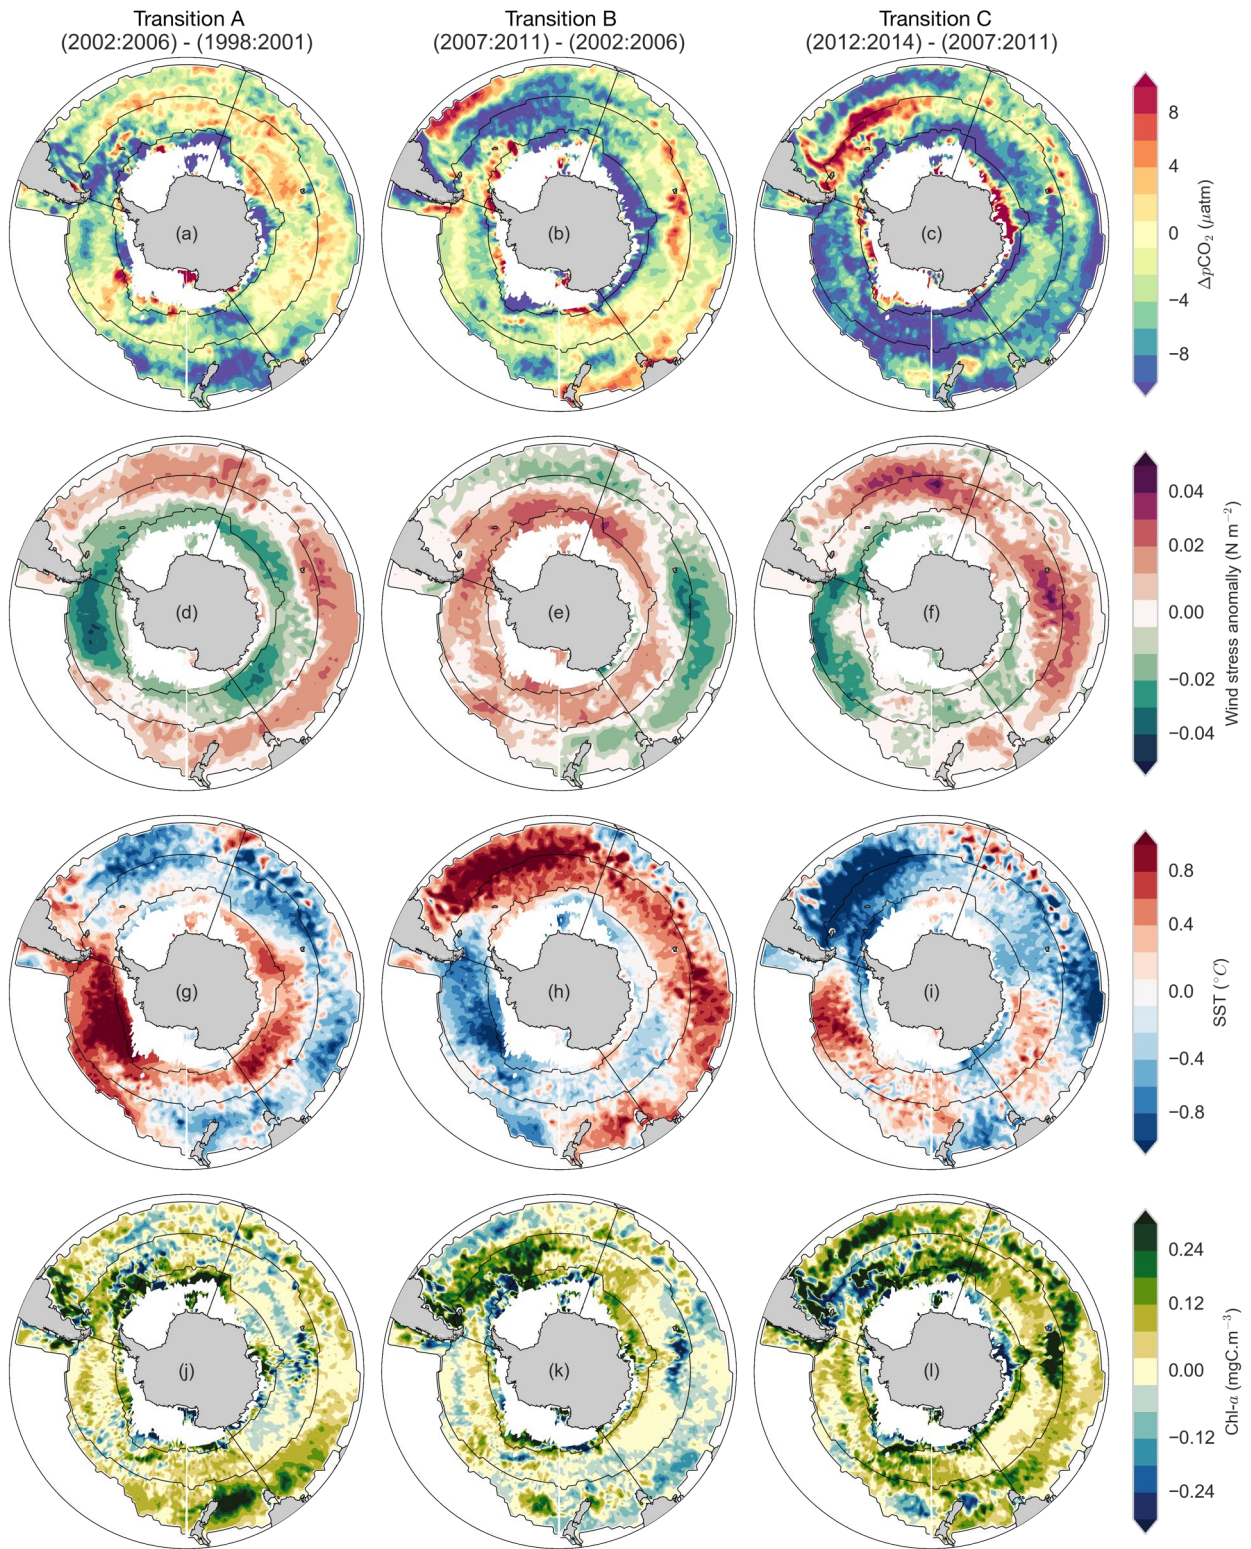 Transition A
(2002:2006) - (1998:2001)
Transition B
(2007:2011) - (2002:2006)
Transition C
(2012:2014) - (2007:2011)
(a)
(b)
(c)
8
4
0
−4
−8
ΔpCO₂ (μatm)
(d)
(e)
(f)
0.04
0.02
0.00
−0.02
−0.04
Wind stress anomally (N m⁻²)
(g)
(h)
(i)
0.8
0.4
0.0
−0.4
−0.8
SST (°C)
(j)
(k)
(l)
0.24
0.12
0.00
−0.12
−0.24
Chl-a (mgC.m⁻³)